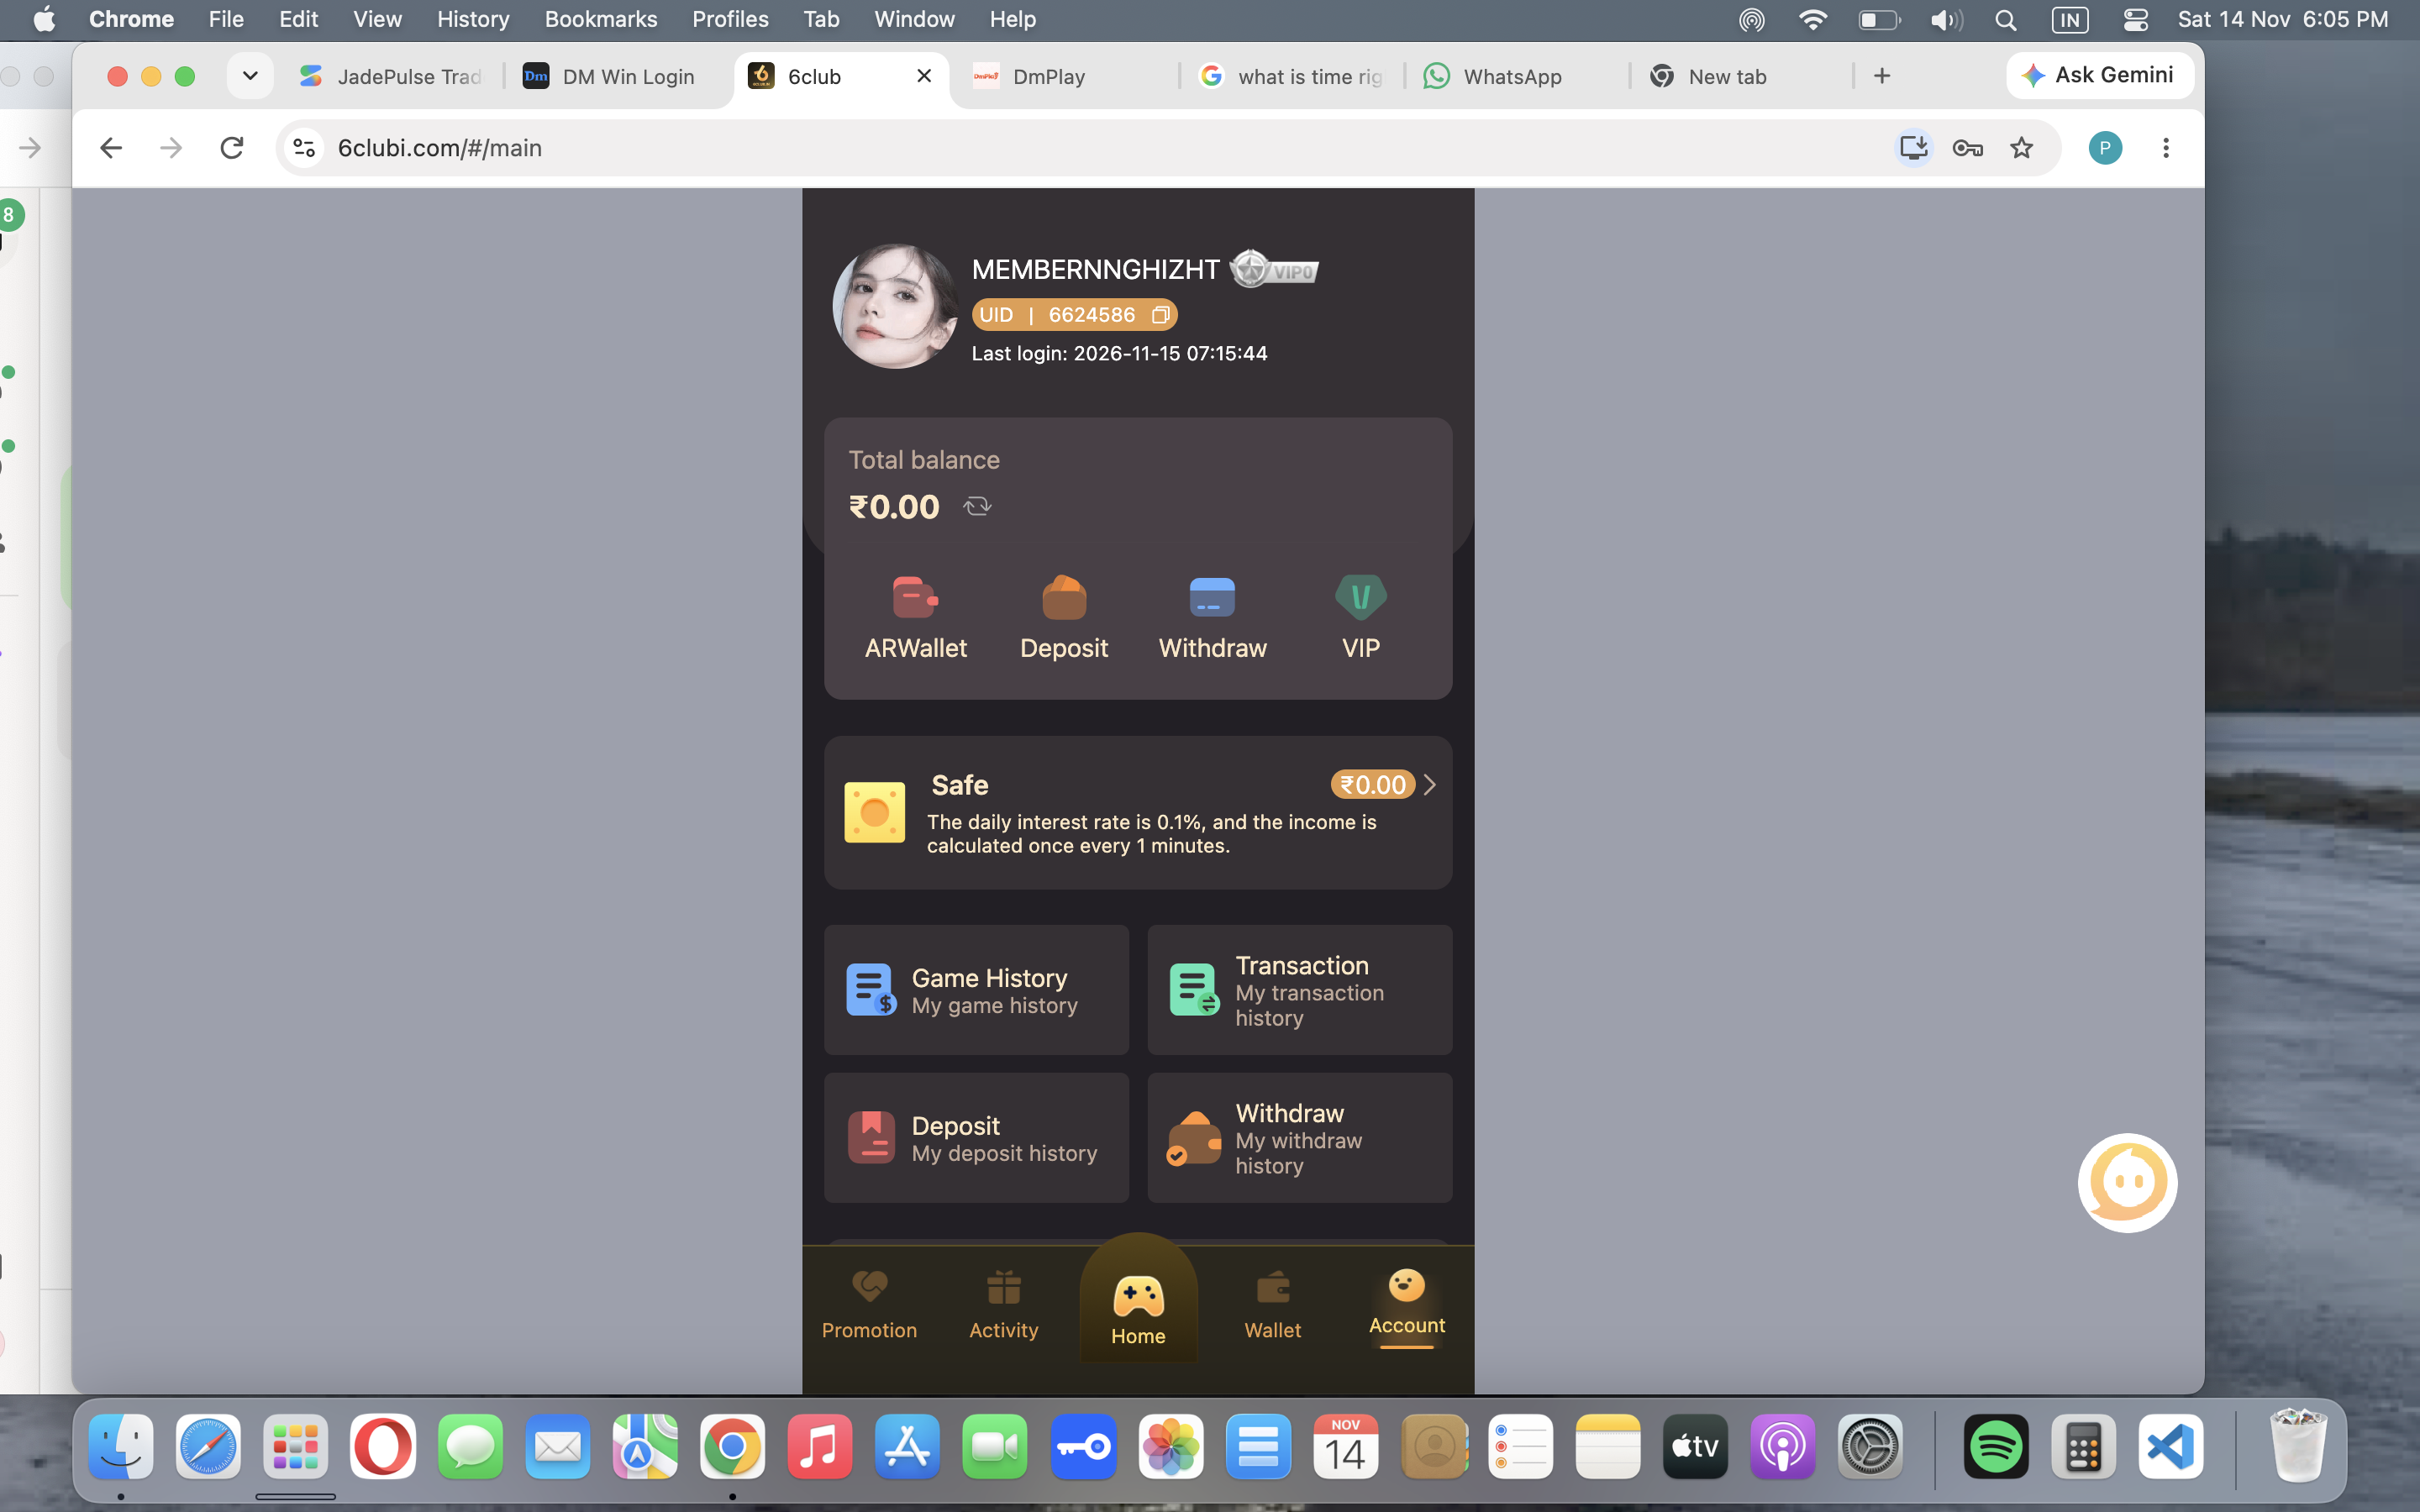 Chrome File Edit View History Bookmarks Profiles Tab Window Help IN Sat 14 Nov 6:05 PM
JadePulse Trad Dm DM Win Login 6club DmPlay what is time rig WhatsApp New tab Ask Gemini
6clubi.com/#/main P
8
MEMBERNNGHIZHT VIP0
UID | 6624586
Last login: 2026-11-15 07:15:44
Total balance
₹0.00
ARWallet Deposit Withdraw VIP
Safe ₹0.00
The daily interest rate is 0.1%, and the income is
calculated once every 1 minutes.
Game History
My game history
Transaction
My transaction
history
Deposit
My deposit history
Withdraw
My withdraw
history
Promotion Activity Home Wallet Account
NOV
14
tv